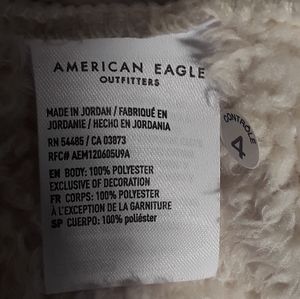 AMERICAN EAGLE
OUTFITTERS
MADE IN JORDAN / FABRIQUÉ EN
JORDANIE / HECHO EN JORDANIA
RN 54485 / CA 03873
RFC# AEM120605U9A
EN BODY: 100% POLYESTER
EXCLUSIVE OF DECORATION
FR CORPS: 100% POLYESTER
À L'EXCEPTION DE LA GARNITURE
SP CUERPO: 100% poliéster
CONTROLE
4